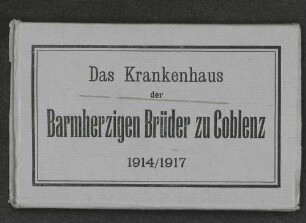 Das Krankenhaus
der
Barmherzigen Brüder zu Coblenz
1914/1917